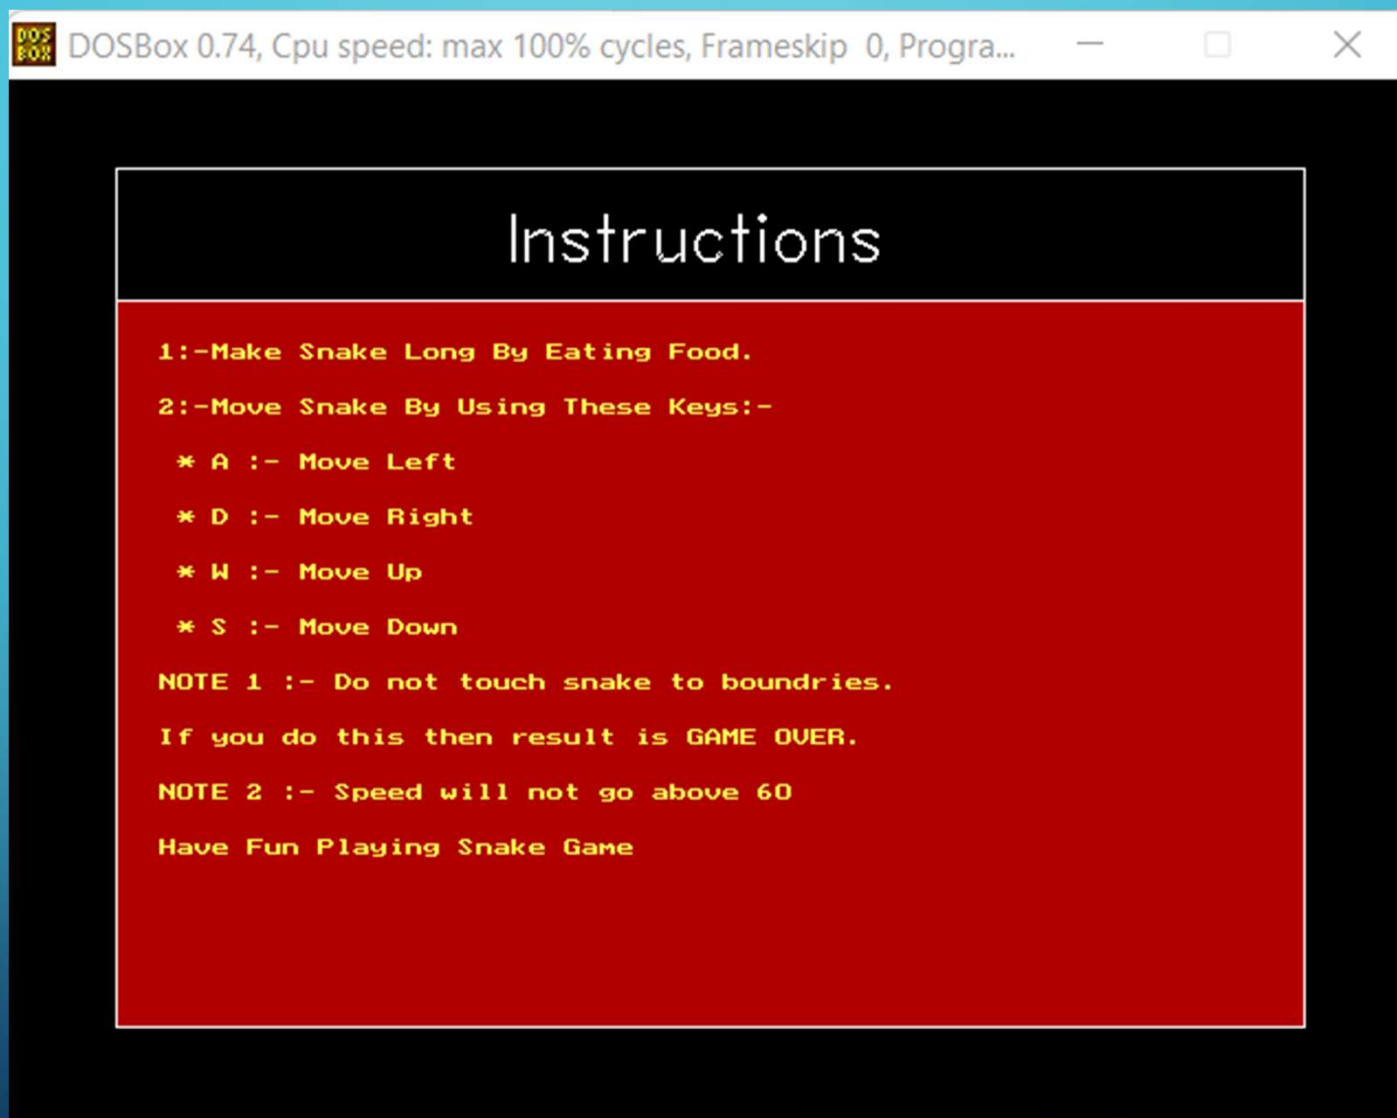 DOS
BOX
DOSBox 0.74, Cpu speed: max 100% cycles, Frameskip 0, Progra...
Instructions
1:-Make Snake Long By Eating Food.
2:-Move Snake By Using These Keys:-
* A :- Move Left
* D :- Move Right
* W :- Move Up
* S :- Move Down
NOTE 1 :- Do not touch snake to boundries.
If you do this then result is GAME OVER.
NOTE 2 :- Speed will not go above 60
Have Fun Playing Snake Game